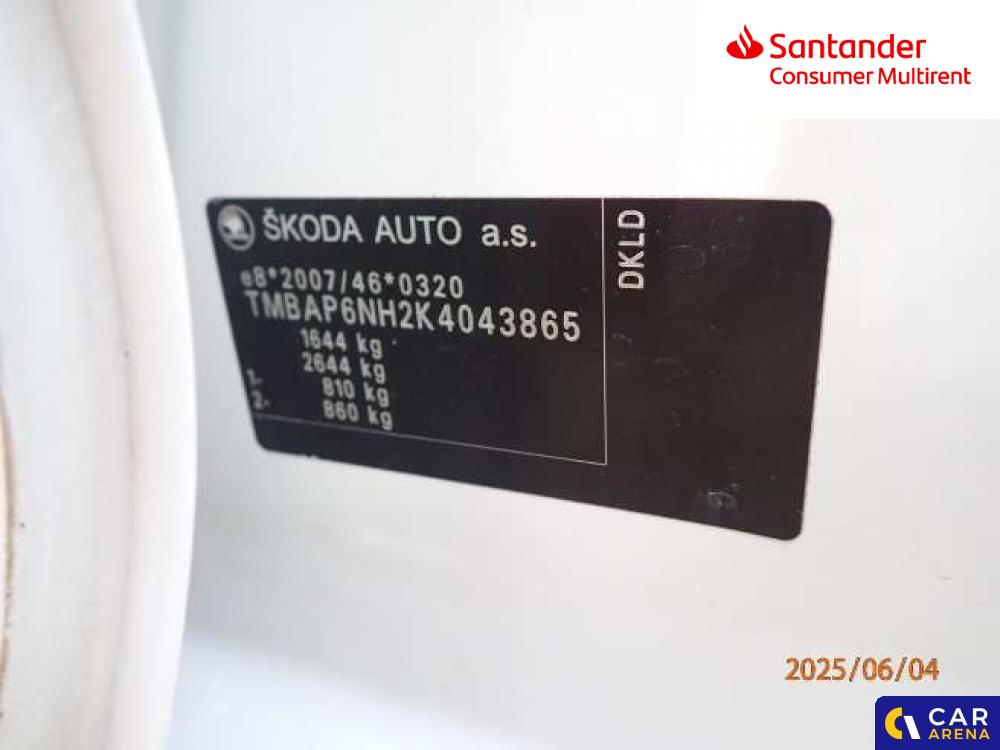 Santander
Consumer Multirent
ŠKODA AUTO a.s.
e8*2007/46*0320
TMBAP6NH2K4043865
1644 kg
2644 kg
1- 810 kg
2- 860 kg
DKLD
2025/06/04
CAR
ARENA